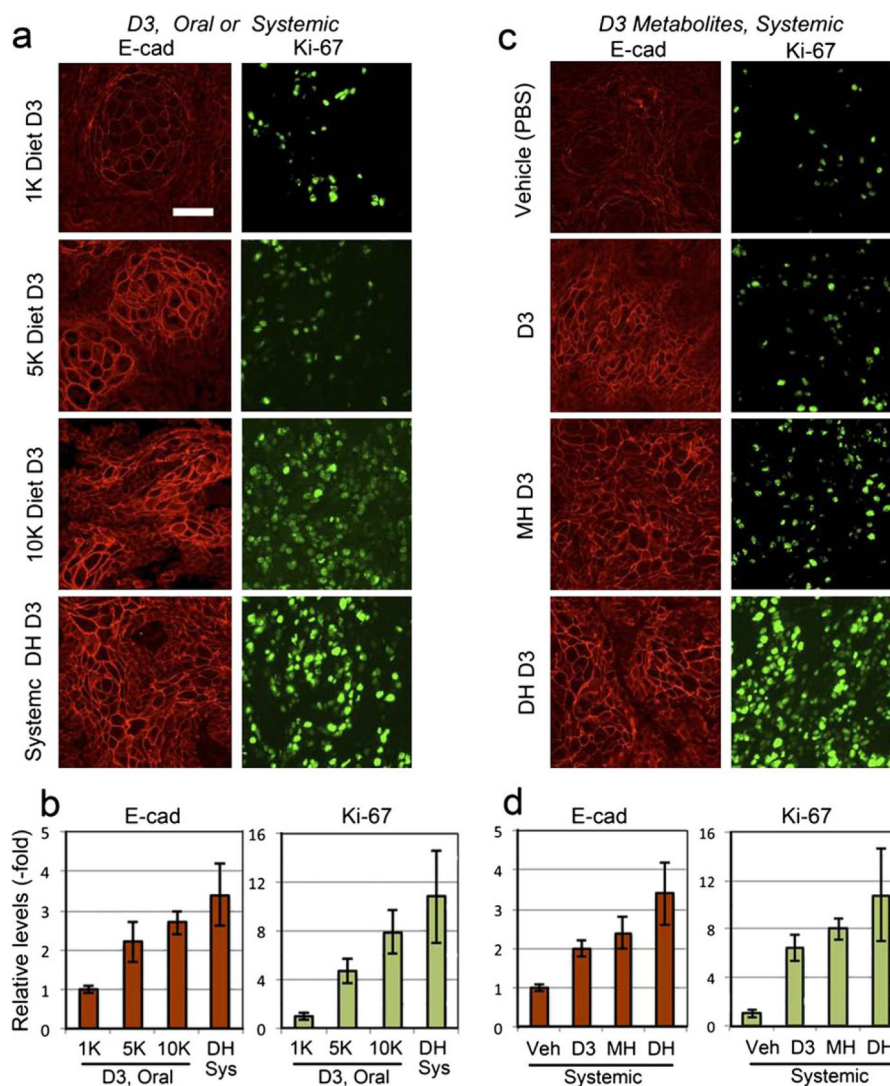 a
D3, Oral or Systemic
E-cad Ki-67
1K Diet D3
5K Diet D3
10K Diet D3
Systemc DH D3
b
E-cad Ki-67
Relative levels (-fold)
5
4
3
2
1
0
16
12
8
4
0
1K 5K 10K DH
D3, Oral Sys
1K 5K 10K DH
D3, Oral Sys
c
D3 Metabolites, Systemic
E-cad Ki-67
Vehicle (PBS)
D3
MH D3
DH D3
d
E-cad Ki-67
5
4
3
2
1
0
16
12
8
4
0
Veh D3 MH DH
Systemic
Veh D3 MH DH
Systemic